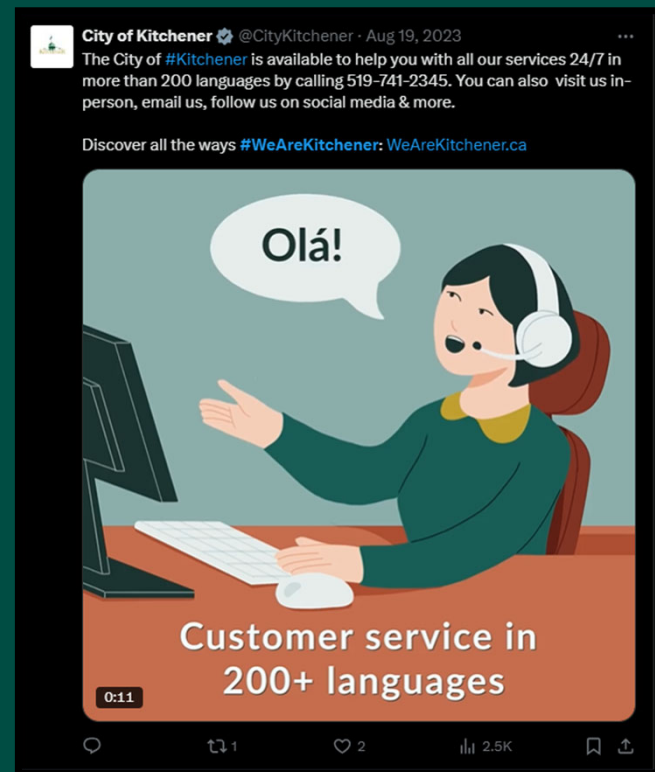 City of Kitchener @CityKitchener · Aug 19, 2023
The City of #Kitchener is available to help you with all our services 24/7 in
more than 200 languages by calling 519-741-2345. You can also visit us in-
person, email us, follow us on social media & more.
Discover all the ways #WeAreKitchener: WeAreKitchener.ca
Olá!
Customer service in
200+ languages
0:11
1 2 2.5K